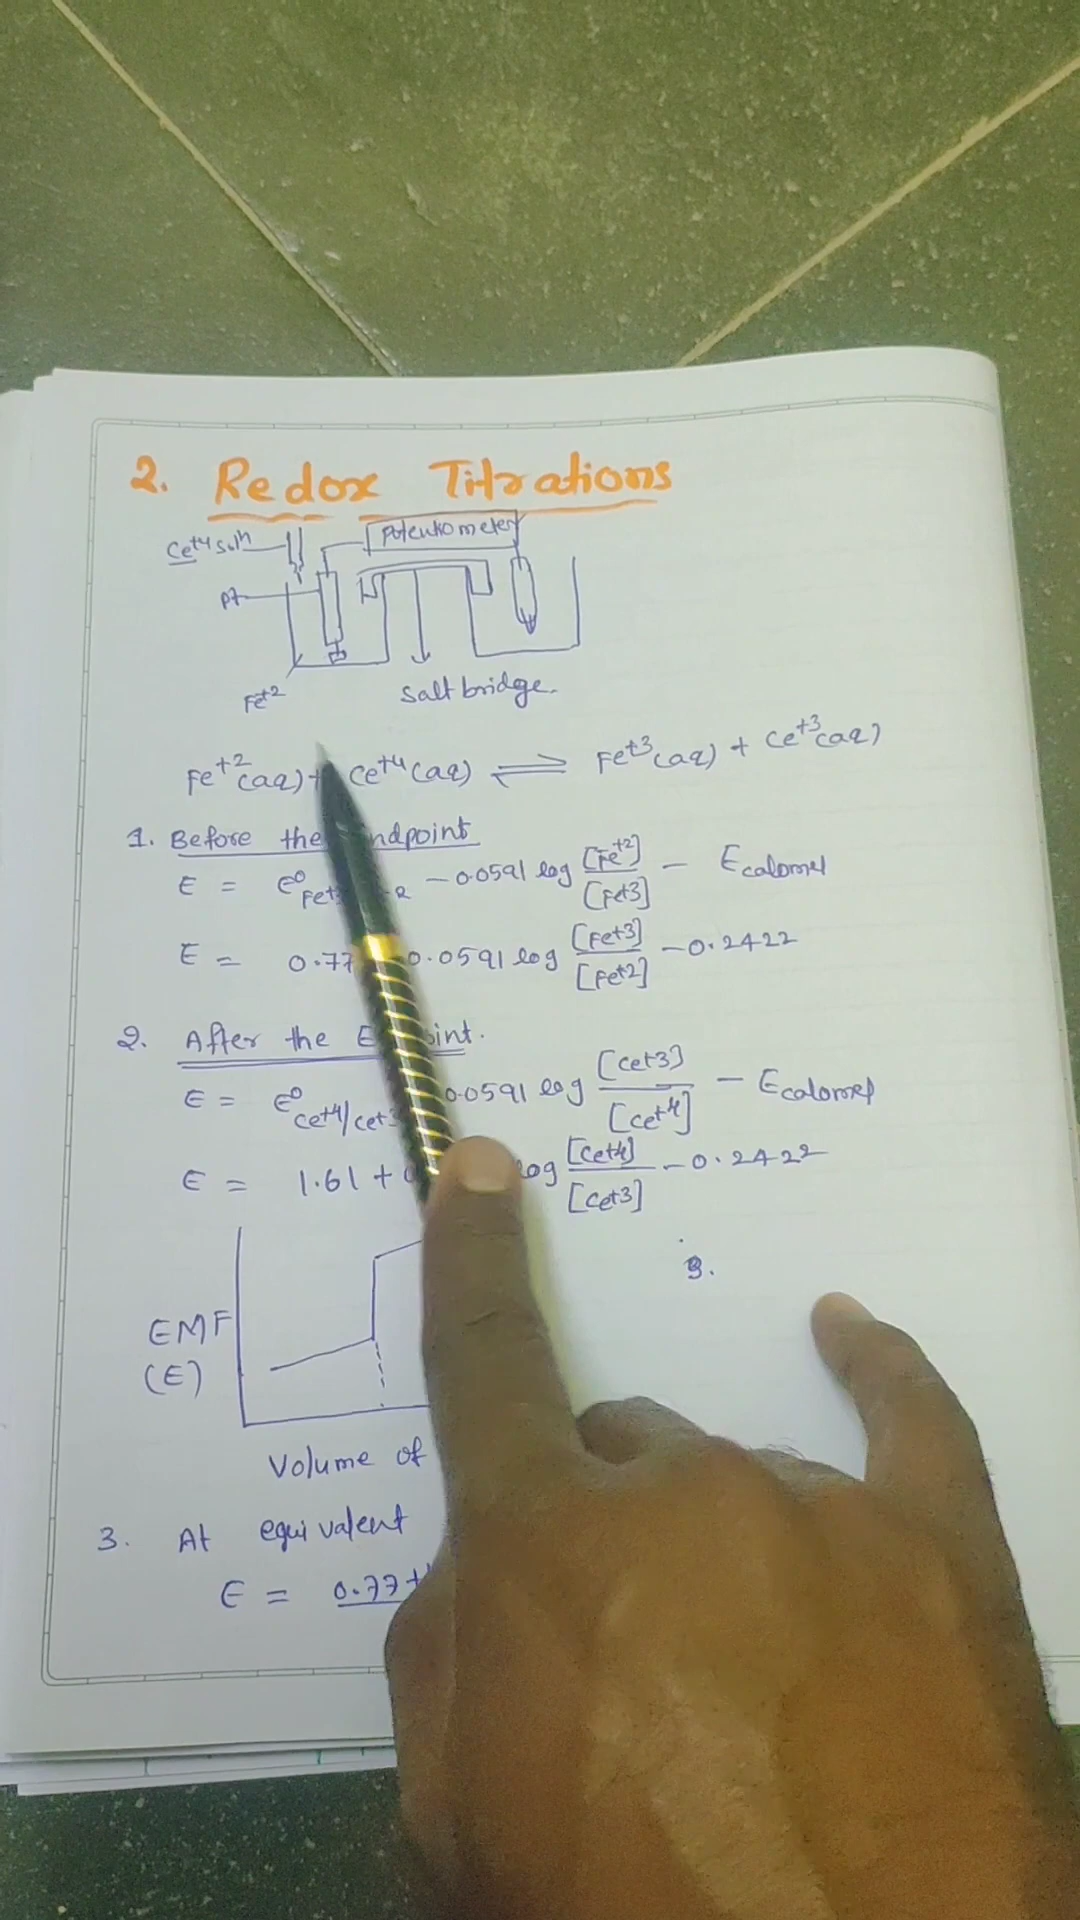 2. Redox Titrations
Ce+4 soln
Potentiometer
pt
Fe+2
Salt bridge.
Fe+2(aq) + Ce+4(aq) ⇌ Fe+3(aq) + Ce+3(aq)
1. Before the ndpoint
E = E° Fe+ 2 - 0.0591 log [Fe+2]/[Fe+3] - Ecalomel
E = 0.77 0.0591 log [Fe+3]/[Fe+2] - 0.2422
2. After the E int.
E = E° Ce+4/Ce+3 0.0591 log [Ce+3]/[Ce+4] - Ecalomel
E = 1.61 + log [Ce+4]/[Ce+3] - 0.2422
3.
EMF
(E)
Volume of
3. At equivalent
E = 0.77+